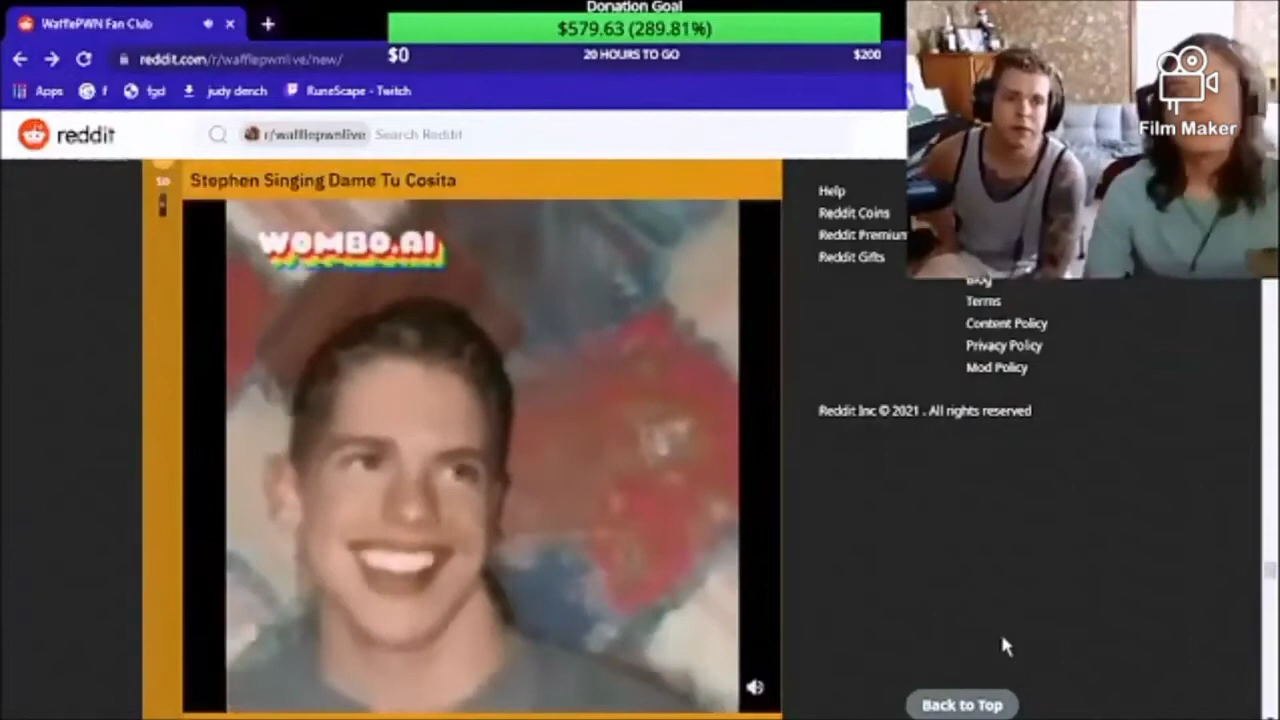 WafflePWN Fan Club
Donation Goal
$579.63 (289.81%)
$0
20 HOURS TO GO
$200
reddit.com/r/wafflepwnlive/new/
Apps
f
fgd
judy dench
RuneScape - Twitch
reddit
r/wafflepwnlive
Search Reddit
Film Maker
Stephen Singing Dame Tu Cosita
WOMBO.AI
Help
Reddit Coins
Reddit Premium
Reddit Gifts
Blog
Terms
Content Policy
Privacy Policy
Mod Policy
Reddit Inc © 2021 . All rights reserved
Back to Top